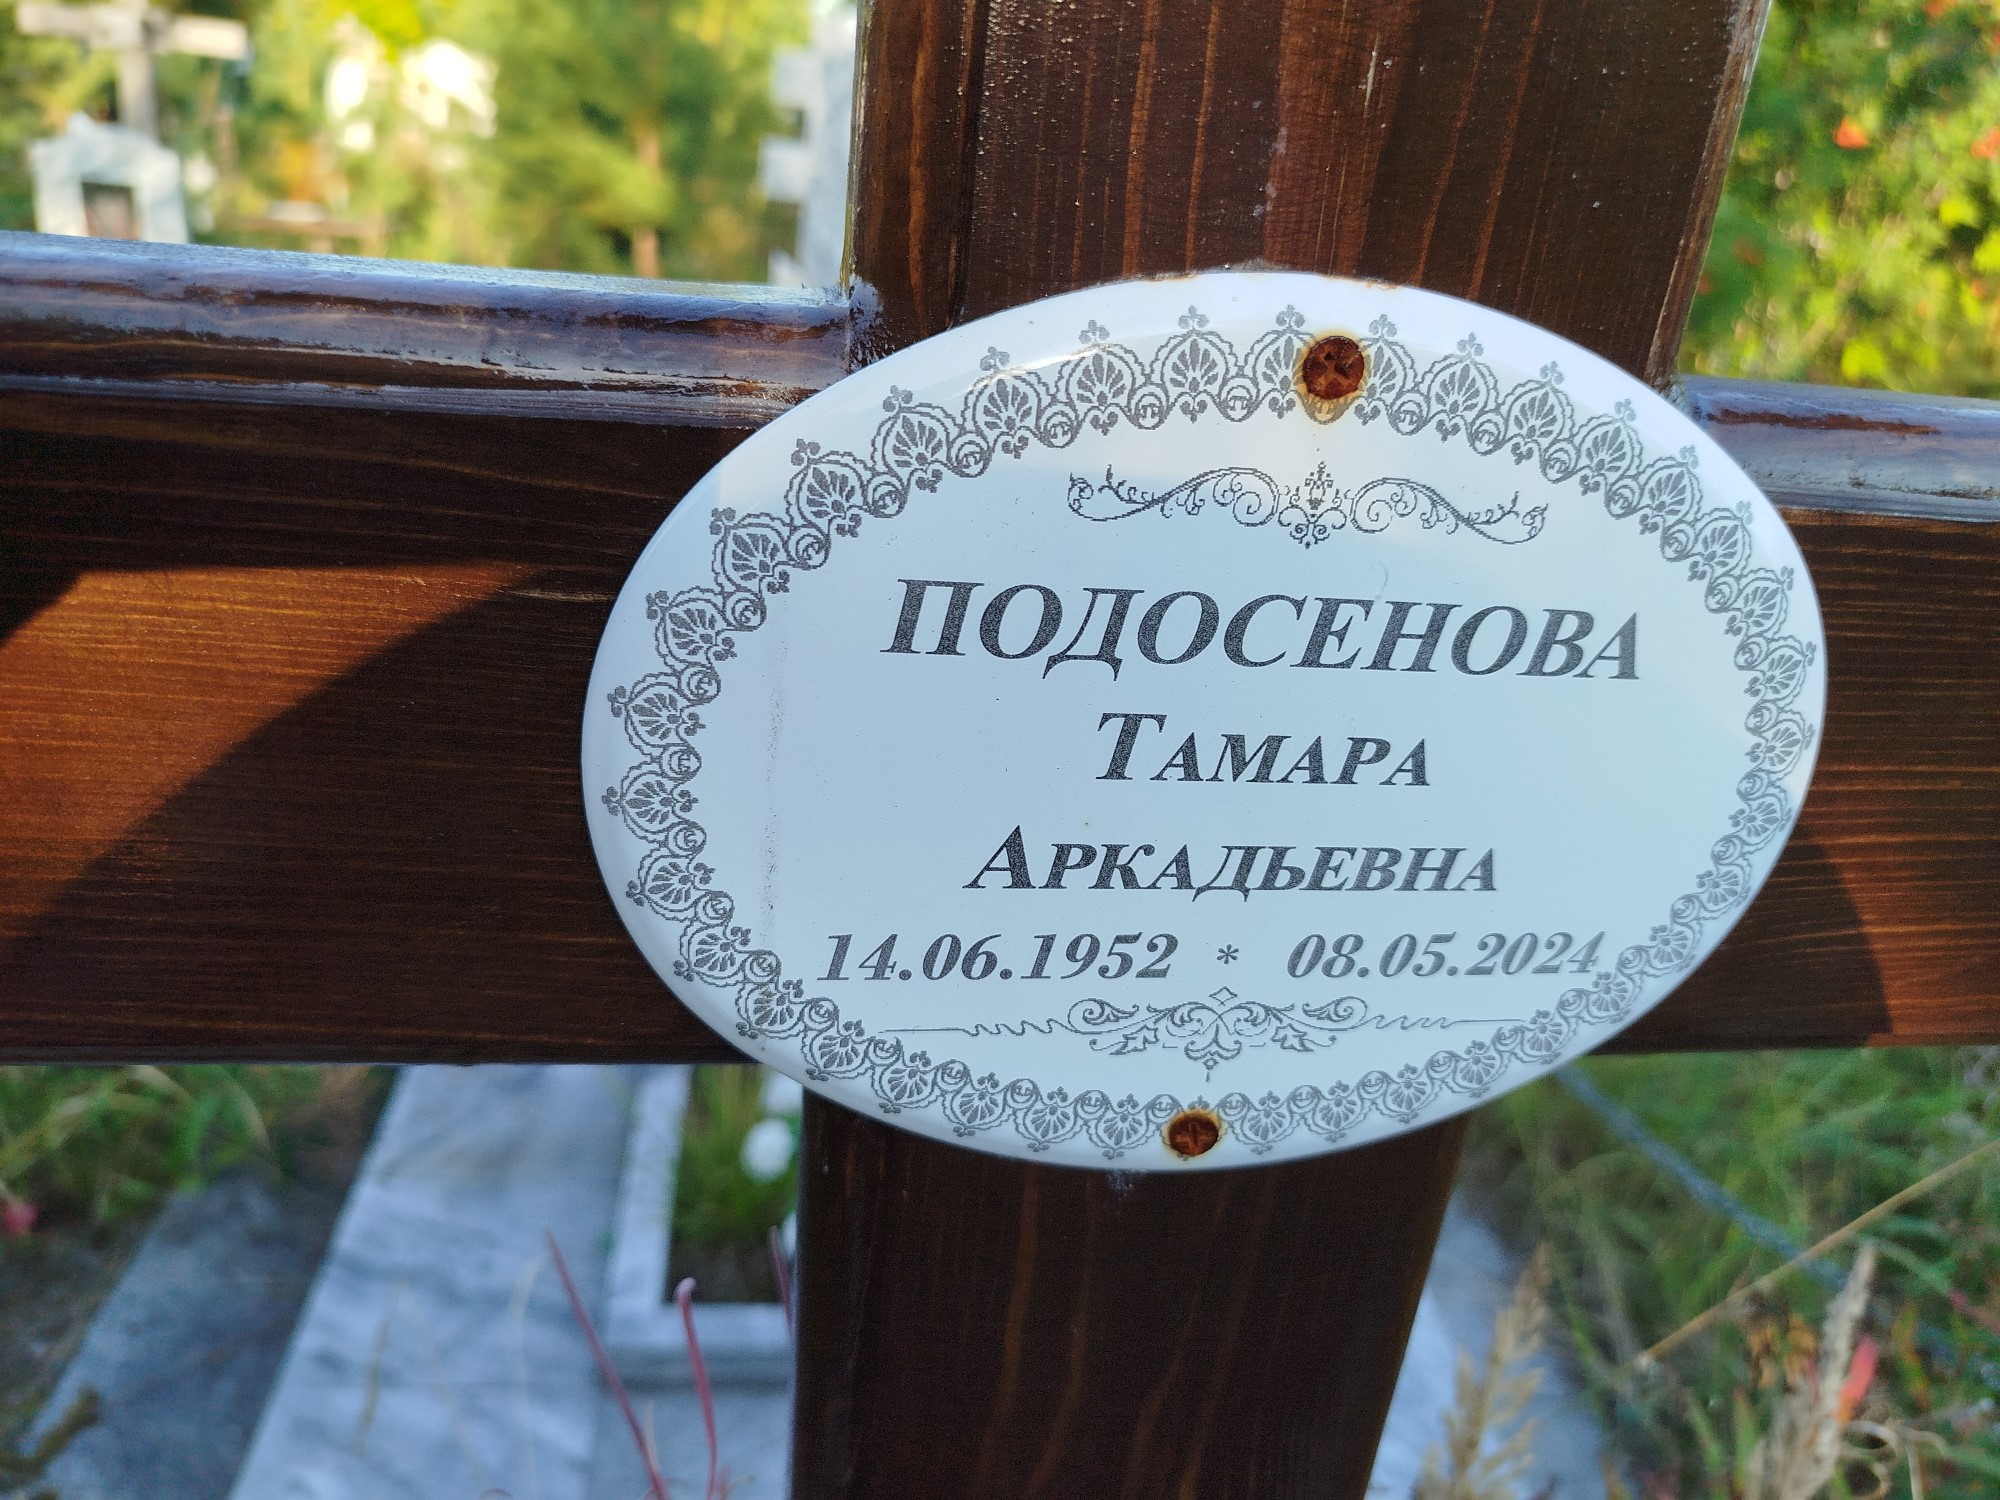 ПОДОСЕНОВА
ТАМАРА
АРКАДЬЕВНА
14.06.1952 * 08.05.2024